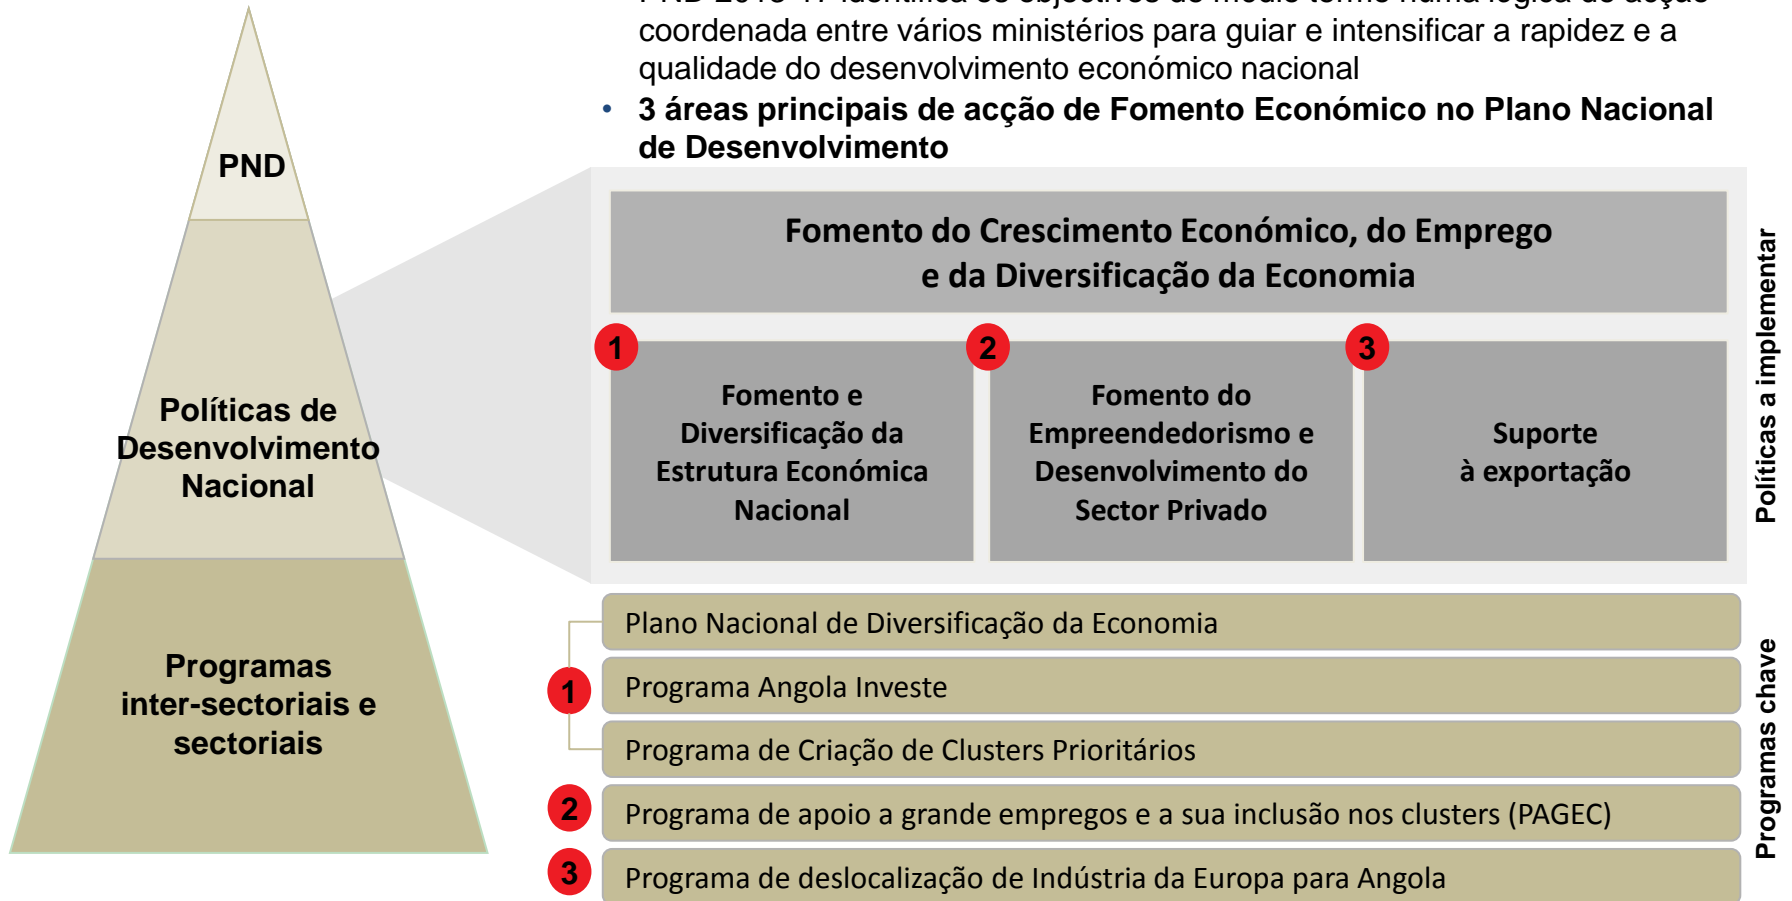 coordenada entre vários ministérios para guiar e intensificar a rapidez e a
qualidade do desenvolvimento económico nacional
• 3 áreas principais de acção de Fomento Económico no Plano Nacional
de Desenvolvimento
PND
Políticas de
Desenvolvimento
Nacional
Programas
inter-sectoriais e
sectoriais
Fomento do Crescimento Económico, do Emprego
e da Diversificação da Economia
1
Fomento e
Diversificação da
Estrutura Económica
Nacional
2
Fomento do
Empreendedorismo e
Desenvolvimento do
Sector Privado
3
Suporte
à exportação
Políticas a implementar
1
Plano Nacional de Diversificação da Economia
Programa Angola Investe
Programa de Criação de Clusters Prioritários
2
Programa de apoio a grande empregos e a sua inclusão nos clusters (PAGEC)
3
Programa de deslocalização de Indústria da Europa para Angola
Programas chave